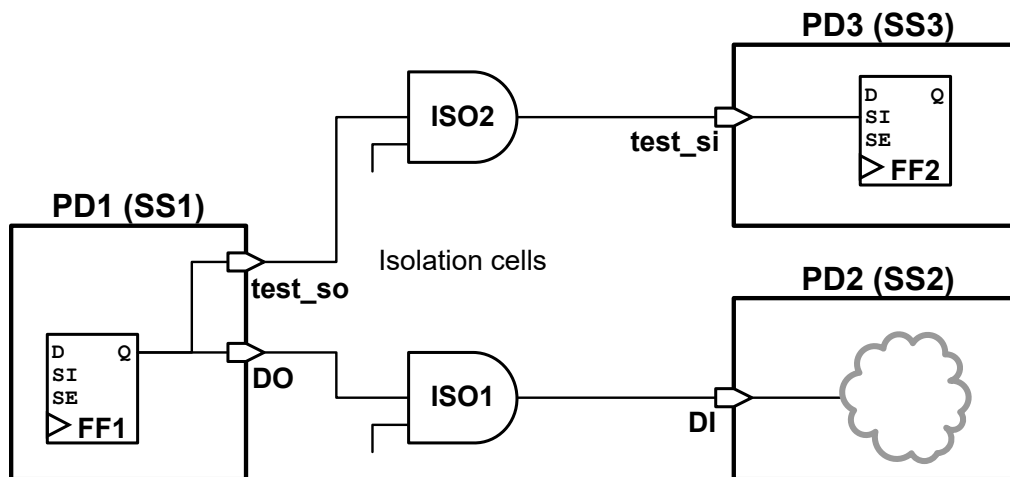 PD3 (SS3)
D Q
SI
SE
FF2
ISO2
test_si
PD1 (SS1)
test_so
Isolation cells
PD2 (SS2)
D Q
SI
SE
FF1
DO
ISO1
DI